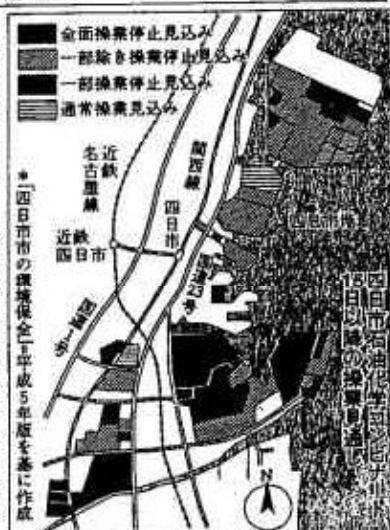 全面操業停止見込み
一部除き操業停止見込み
一部操業停止見込み
通常操業見込み
四日市石油化学コンビナート
15日以降の操業見通し
関西線
近鉄
名古屋線
四日市
近鉄
四日市
四日市港
国道23号
国道1号
N
＊「四日市市の環境保全」平成5年版を基に作成